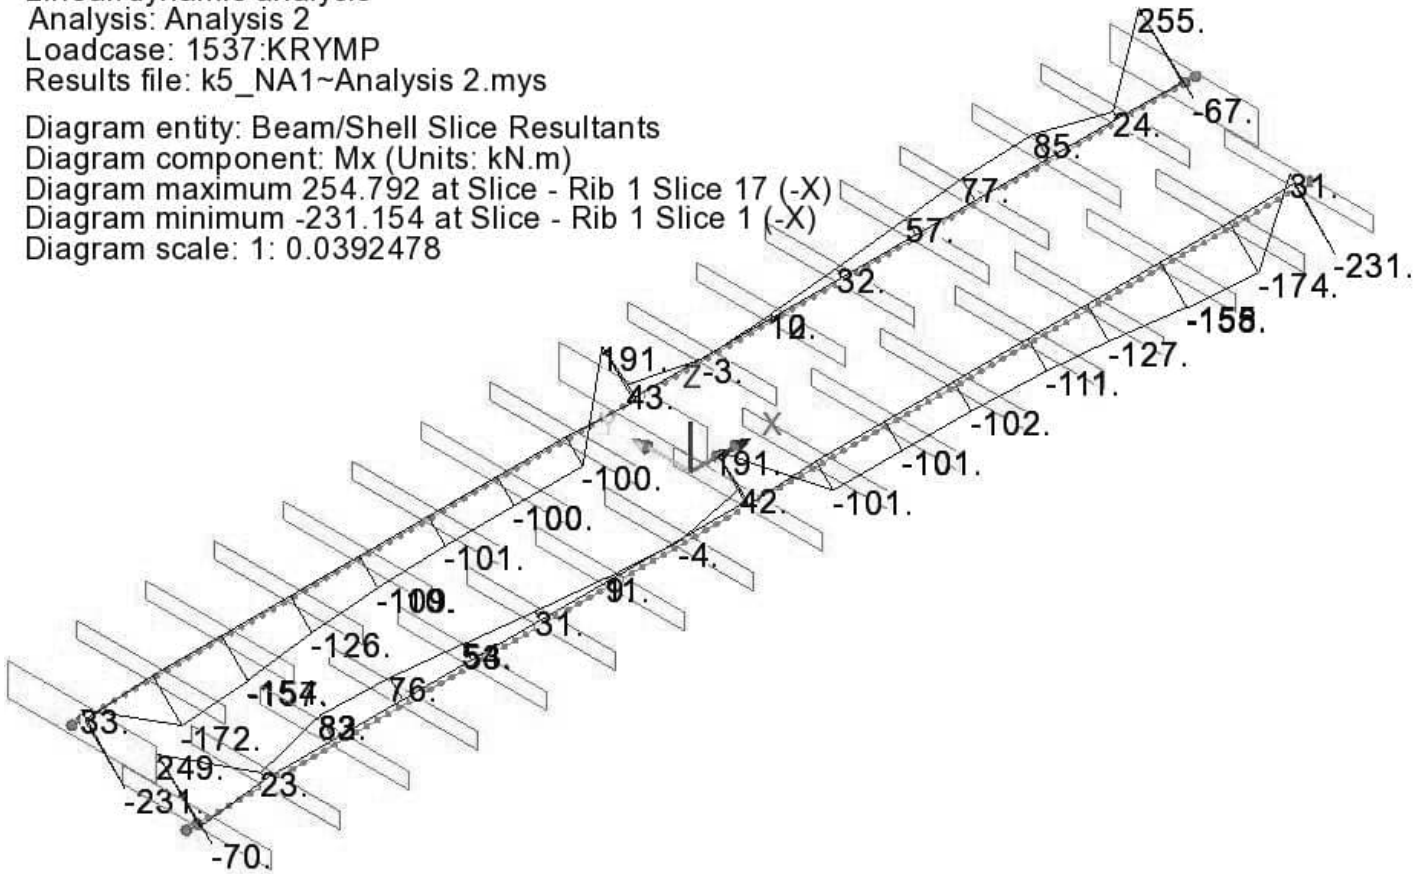 Linear/dynamic analysis
Analysis: Analysis 2
Loadcase: 1537:KRYMP
Results file: k5_NA1~Analysis 2.mys
Diagram entity: Beam/Shell Slice Resultants
Diagram component: Mx (Units: kN.m)
Diagram maximum 254.792 at Slice - Rib 1 Slice 17 (-X)
Diagram minimum -231.154 at Slice - Rib 1 Slice 1 (-X)
Diagram scale: 1: 0.0392478
255.
-67.
24.
85.
77.
57.
32.
-3.
191.
43.
Z
X
Y
31.
-231.
-174.
-127.
-111.
-102.
-101.
-101.
191.
42.
-4.
31.
76.
23.
249.
-70.
-100.
-100.
-101.
-126.
-172.
33.
-231.